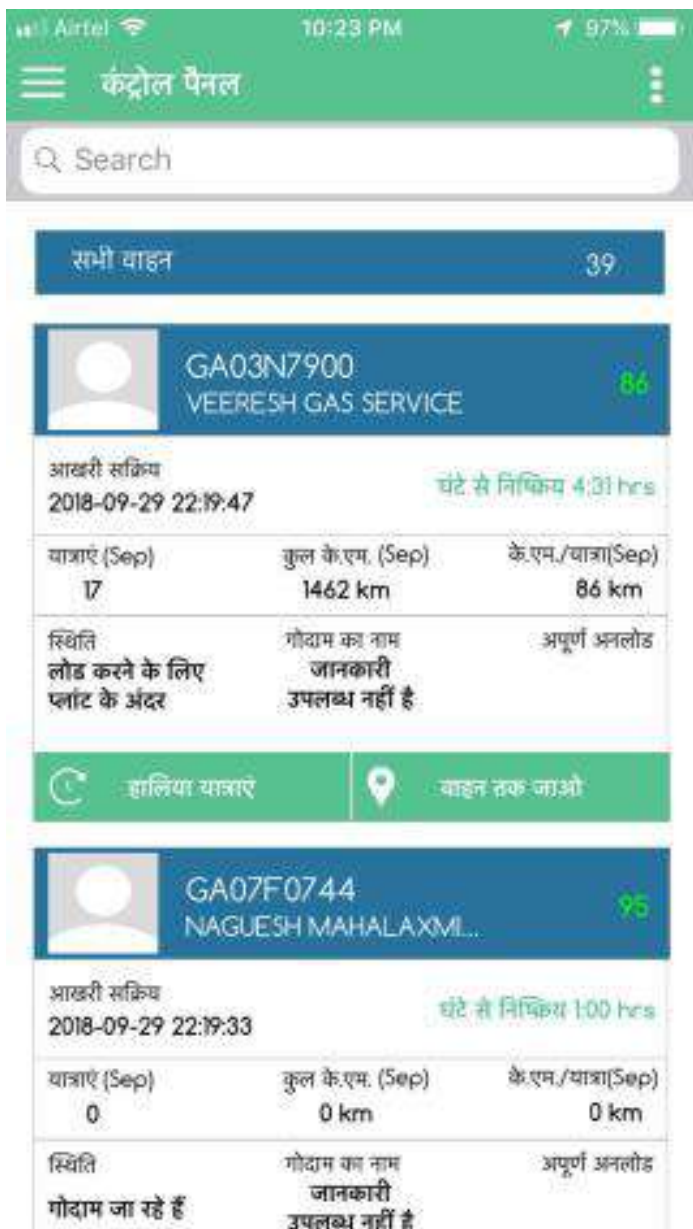 Airtel 10:23 PM 97%
कंट्रोल पैनल
Search
सभी वाहन 39
GA03N7900 86
VEERESH GAS SERVICE
आखरी सक्रिय
2018-09-29 22:19:47 घंटे से निष्क्रिय 4:31 hrs
यात्राएं (Sep) कुल के.एम. (Sep) के.एम./यात्रा(Sep)
17 1462 km 86 km
स्थिति गोदाम का नाम अपूर्ण अनलोड
लोड करने के लिए जानकारी
प्लांट के अंदर उपलब्ध नहीं है
हालिया यात्राएं वाहन तक जाओ
GA07F0744 95
NAGUESH MAHALAXMI...
आखरी सक्रिय
2018-09-29 22:19:33 घंटे से निष्क्रिय 1:00 hrs
यात्राएं (Sep) कुल के.एम. (Sep) के.एम./यात्रा(Sep)
0 0 km 0 km
स्थिति गोदाम का नाम अपूर्ण अनलोड
गोदाम जा रहे हैं जानकारी
उपलब्ध नहीं है